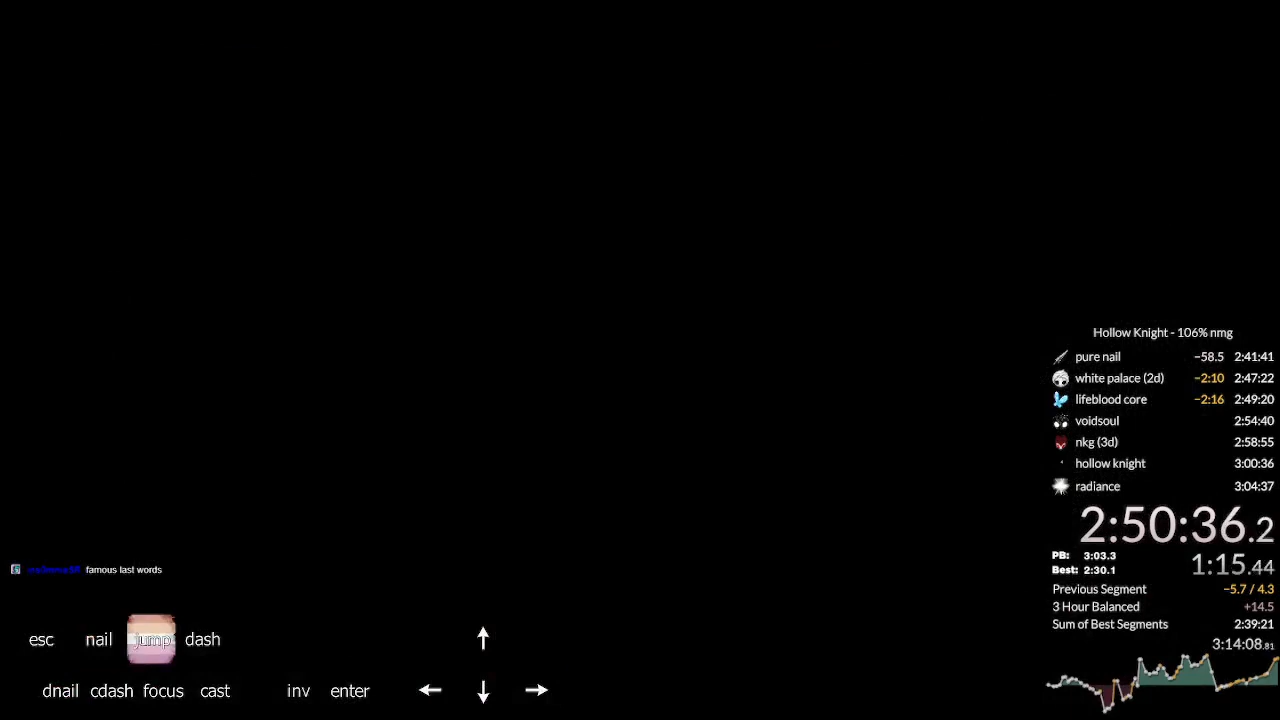 Hollow Knight - 106% nmg
pure nail −58.5 2:41:41
white palace (2d) −2:10 2:47:22
lifeblood core −2:16 2:49:20
voidsoul 2:54:40
nkg (3d) 2:58:55
hollow knight 3:00:36
radiance 3:04:37
2:50:36.2
PB: 3:03.3
Best: 2:30.1
1:15.44
Previous Segment −5.7 / 4.3
3 Hour Balanced +14.5
Sum of Best Segments 2:39:21
3:14:08.81
famous last words
esc nail jump dash
dnail cdash focus cast inv enter